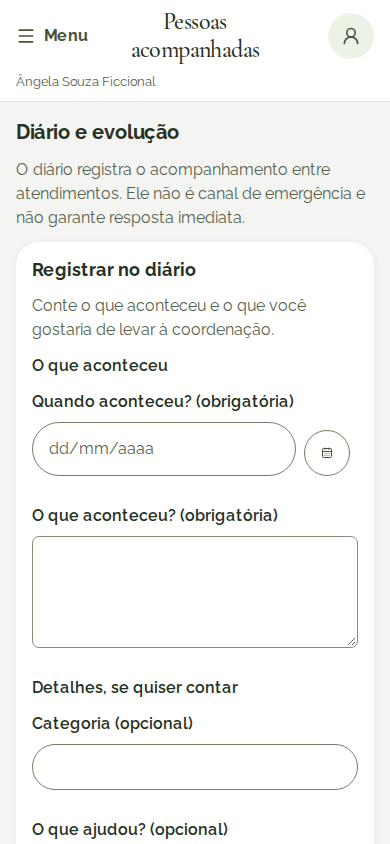 Menu
Pessoas
acompanhadas
Ângela Souza Ficcional
Diário e evolução
O diário registra o acompanhamento entre
atendimentos. Ele não é canal de emergência e
não garante resposta imediata.
Registrar no diário
Conte o que aconteceu e o que você
gostaria de levar à coordenação.
O que aconteceu
Quando aconteceu? (obrigatória)
dd/mm/aaaa
O que aconteceu? (obrigatória)
Detalhes, se quiser contar
Categoria (opcional)
O que ajudou? (opcional)